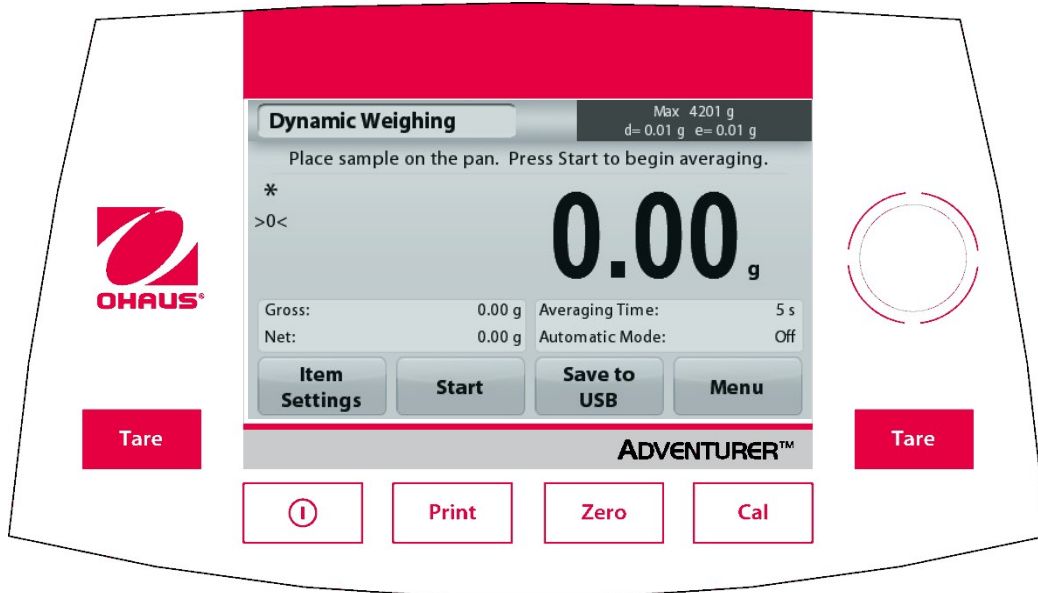 Dynamic Weighing
Max 4201 g
d= 0.01 g e= 0.01 g
Place sample on the pan. Press Start to begin averaging.
*
>0<
0.00 g
OHAUS®
Gross: 0.00 g
Net: 0.00 g
Averaging Time: 5 s
Automatic Mode: Off
Item
Settings
Start
Save to
USB
Menu
Tare
ADVENTURER™
Tare
Print
Zero
Cal